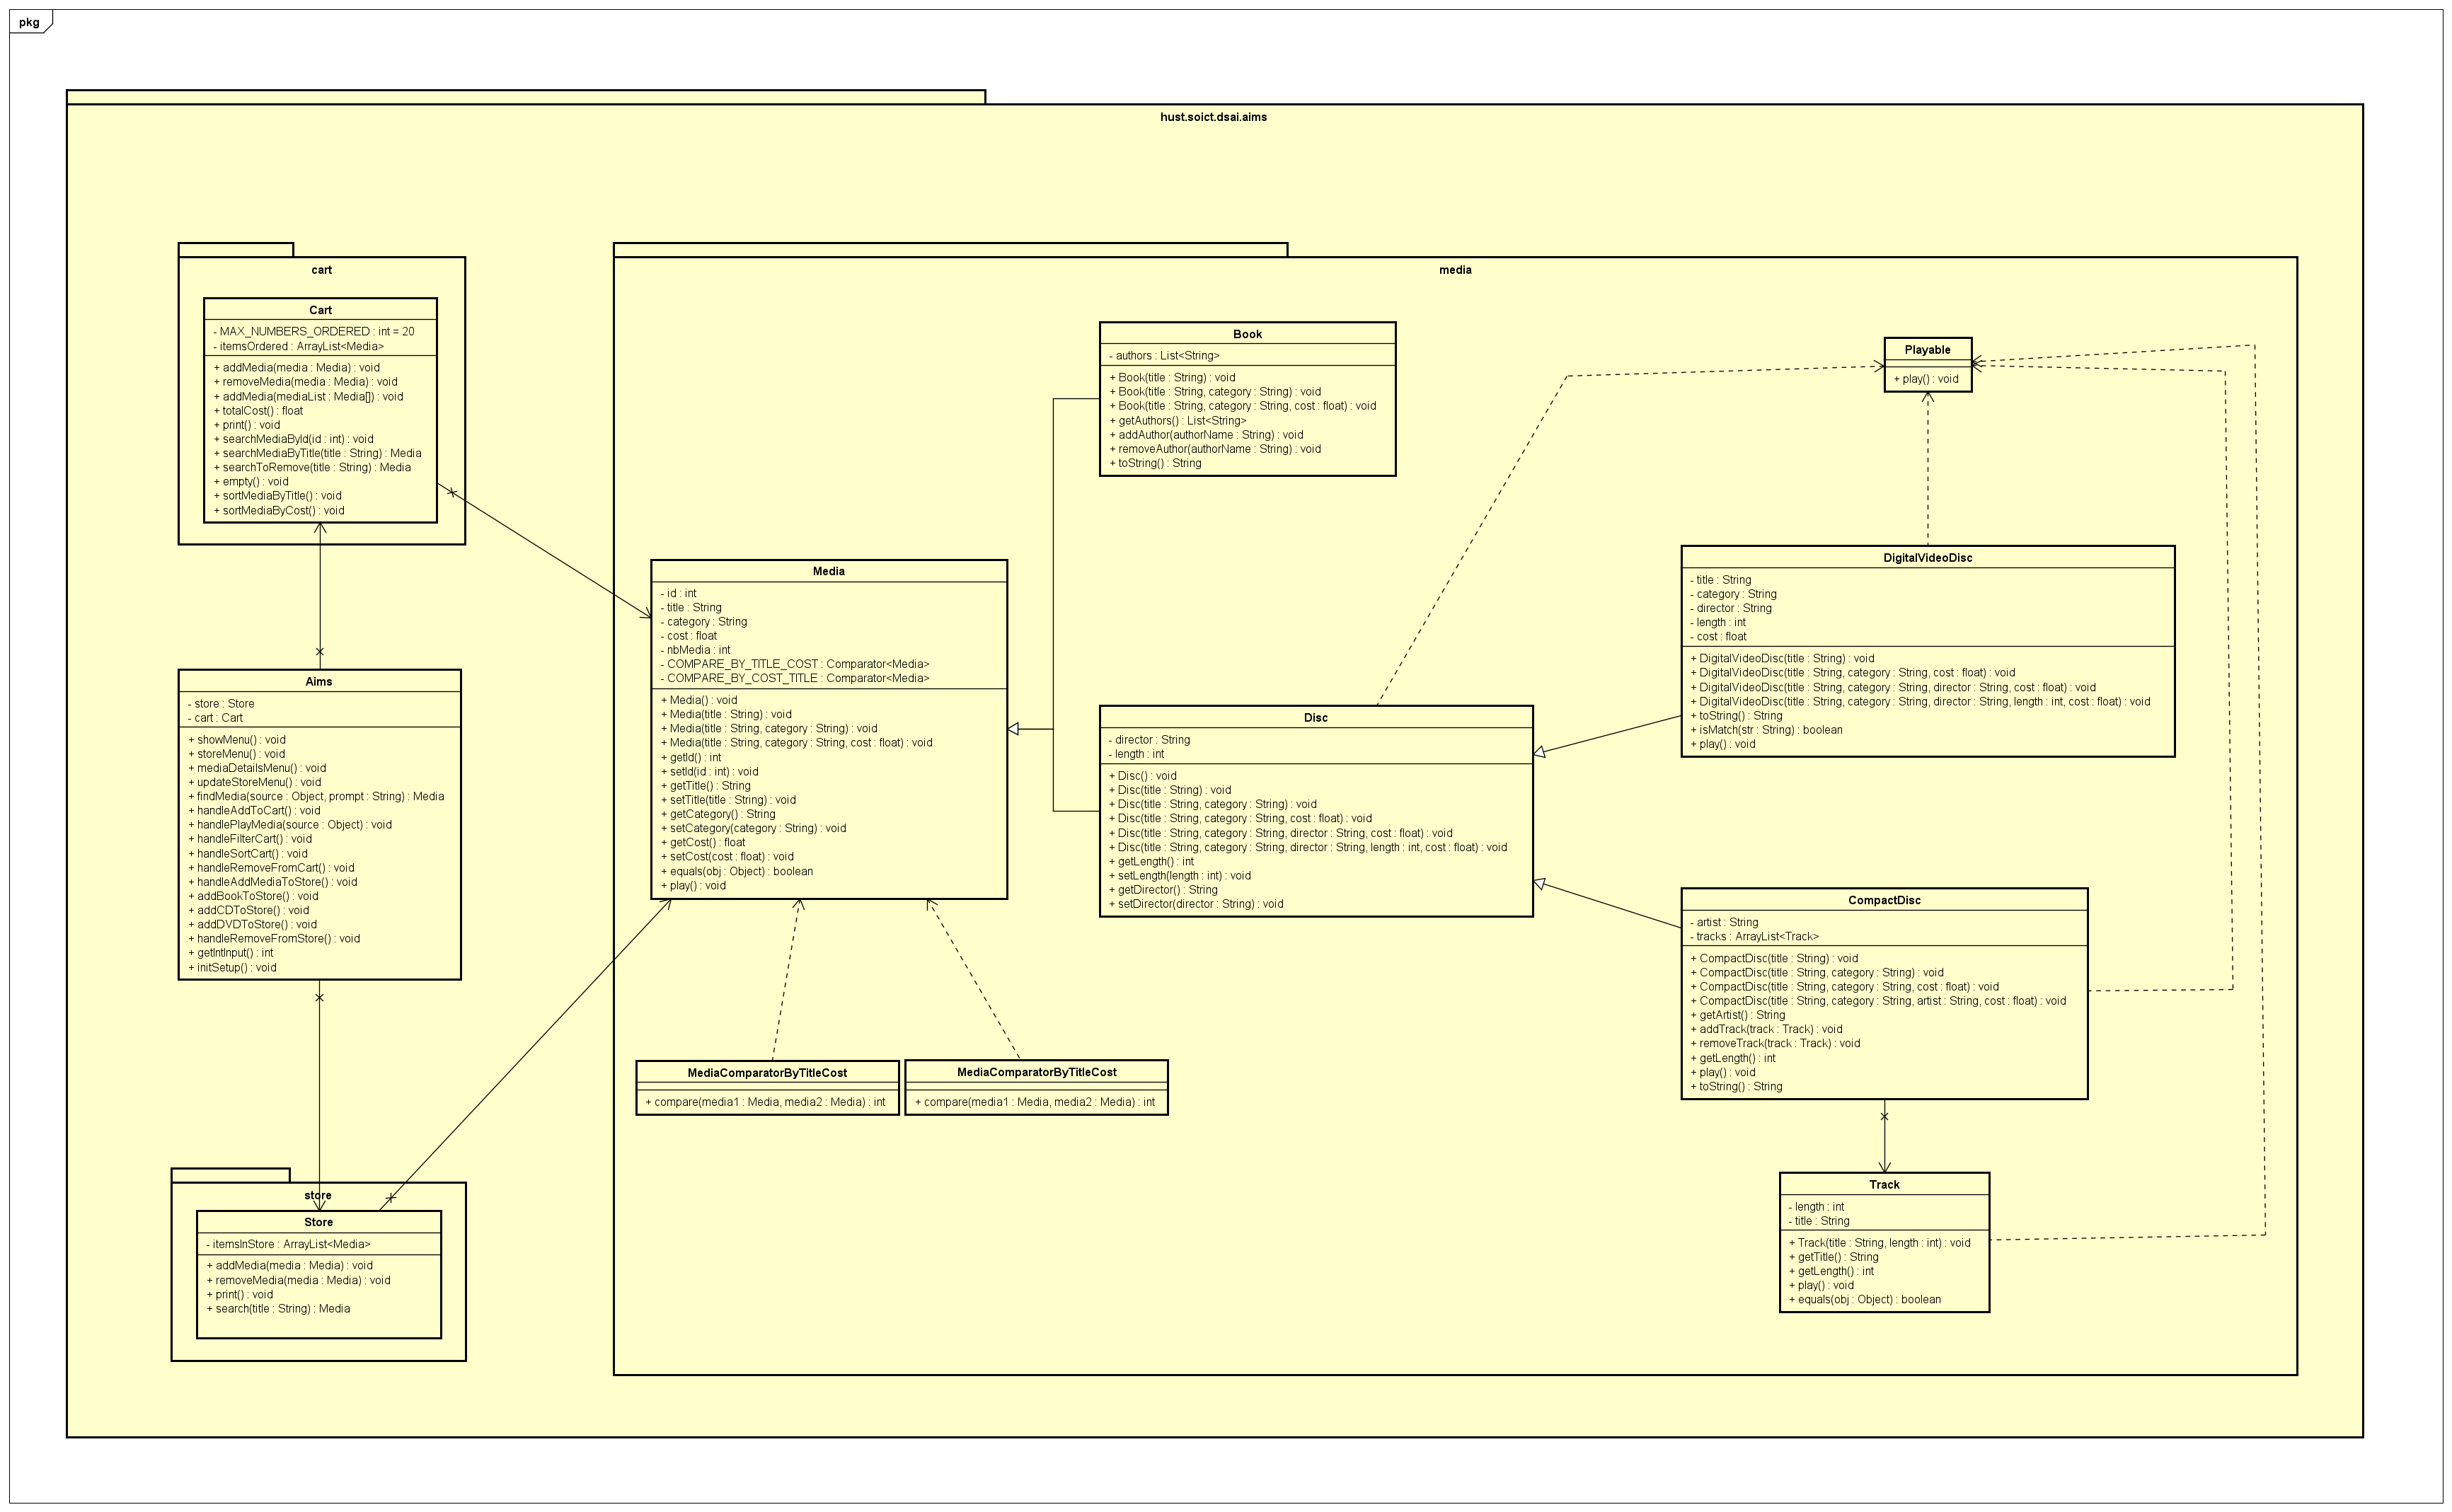 pkg
hust.soict.dsai.aims
cart
Cart
- MAX_NUMBERS_ORDERED : int = 20
- itemsOrdered : ArrayList<Media>
+ addMedia(media : Media) : void
+ removeMedia(media : Media) : void
+ addMedia(mediaList : Media[]) : void
+ totalCost() : float
+ print() : void
+ searchMediaById(id : int) : void
+ searchMediaByTitle(title : String) : Media
+ searchToRemove(title : String) : Media
+ empty() : void
+ sortMediaByTitle() : void
+ sortMediaByCost() : void
Aims
- store : Store
- cart : Cart
+ showMenu() : void
+ storeMenu() : void
+ mediaDetailsMenu() : void
+ updateStoreMenu() : void
+ findMedia(source : Object, prompt : String) : Media
+ handleAddToCart() : void
+ handlePlayMedia(source : Object) : void
+ handleFilterCart() : void
+ handleSortCart() : void
+ handleRemoveFromCart() : void
+ handleAddMediaToStore() : void
+ addBookToStore() : void
+ addCDToStore() : void
+ addDVDToStore() : void
+ handleRemoveFromStore() : void
+ getIntInput() : int
+ initSetup() : void
store
Store
- itemsInStore : ArrayList<Media>
+ addMedia(media : Media) : void
+ removeMedia(media : Media) : void
+ print() : void
+ search(title : String) : Media
media
Media
- id : int
- title : String
- category : String
- cost : float
- nbMedia : int
- COMPARE_BY_TITLE_COST : Comparator<Media>
- COMPARE_BY_COST_TITLE : Comparator<Media>
+ Media() : void
+ Media(title : String) : void
+ Media(title : String, category : String) : void
+ Media(title : String, category : String, cost : float) : void
+ getId() : int
+ setId(id : int) : void
+ getTitle() : String
+ setTitle(title : String) : void
+ getCategory() : String
+ setCategory(category : String) : void
+ getCost() : float
+ setCost(cost : float) : void
+ equals(obj : Object) : boolean
+ play() : void
MediaComparatorByTitleCost
+ compare(media1 : Media, media2 : Media) : int
MediaComparatorByTitleCost
+ compare(media1 : Media, media2 : Media) : int
Book
- authors : List<String>
+ Book(title : String) : void
+ Book(title : String, category : String) : void
+ Book(title : String, category : String, cost : float) : void
+ getAuthors() : List<String>
+ addAuthor(authorName : String) : void
+ removeAuthor(authorName : String) : void
+ toString() : String
Disc
- director : String
- length : int
+ Disc() : void
+ Disc(title : String) : void
+ Disc(title : String, category : String) : void
+ Disc(title : String, category : String, cost : float) : void
+ Disc(title : String, category : String, director : String, cost : float) : void
+ Disc(title : String, category : String, director : String, length : int, cost : float) : void
+ getLength() : int
+ setLength(length : int) : void
+ getDirector() : String
+ setDirector(director : String) : void
Playable
+ play() : void
DigitalVideoDisc
- title : String
- category : String
- director : String
- length : int
- cost : float
+ DigitalVideoDisc(title : String) : void
+ DigitalVideoDisc(title : String, category : String, cost : float) : void
+ DigitalVideoDisc(title : String, category : String, director : String, cost : float) : void
+ DigitalVideoDisc(title : String, category : String, director : String, length : int, cost : float) : void
+ toString() : String
+ isMatch(str : String) : boolean
+ play() : void
CompactDisc
- artist : String
- tracks : ArrayList<Track>
+ CompactDisc(title : String) : void
+ CompactDisc(title : String, category : String) : void
+ CompactDisc(title : String, category : String, cost : float) : void
+ CompactDisc(title : String, category : String, artist : String, cost : float) : void
+ getArtist() : String
+ addTrack(track : Track) : void
+ removeTrack(track : Track) : void
+ getLength() : int
+ play() : void
+ toString() : String
Track
- length : int
- title : String
+ Track(title : String, length : int) : void
+ getTitle() : String
+ getLength() : int
+ play() : void
+ equals(obj : Object) : boolean